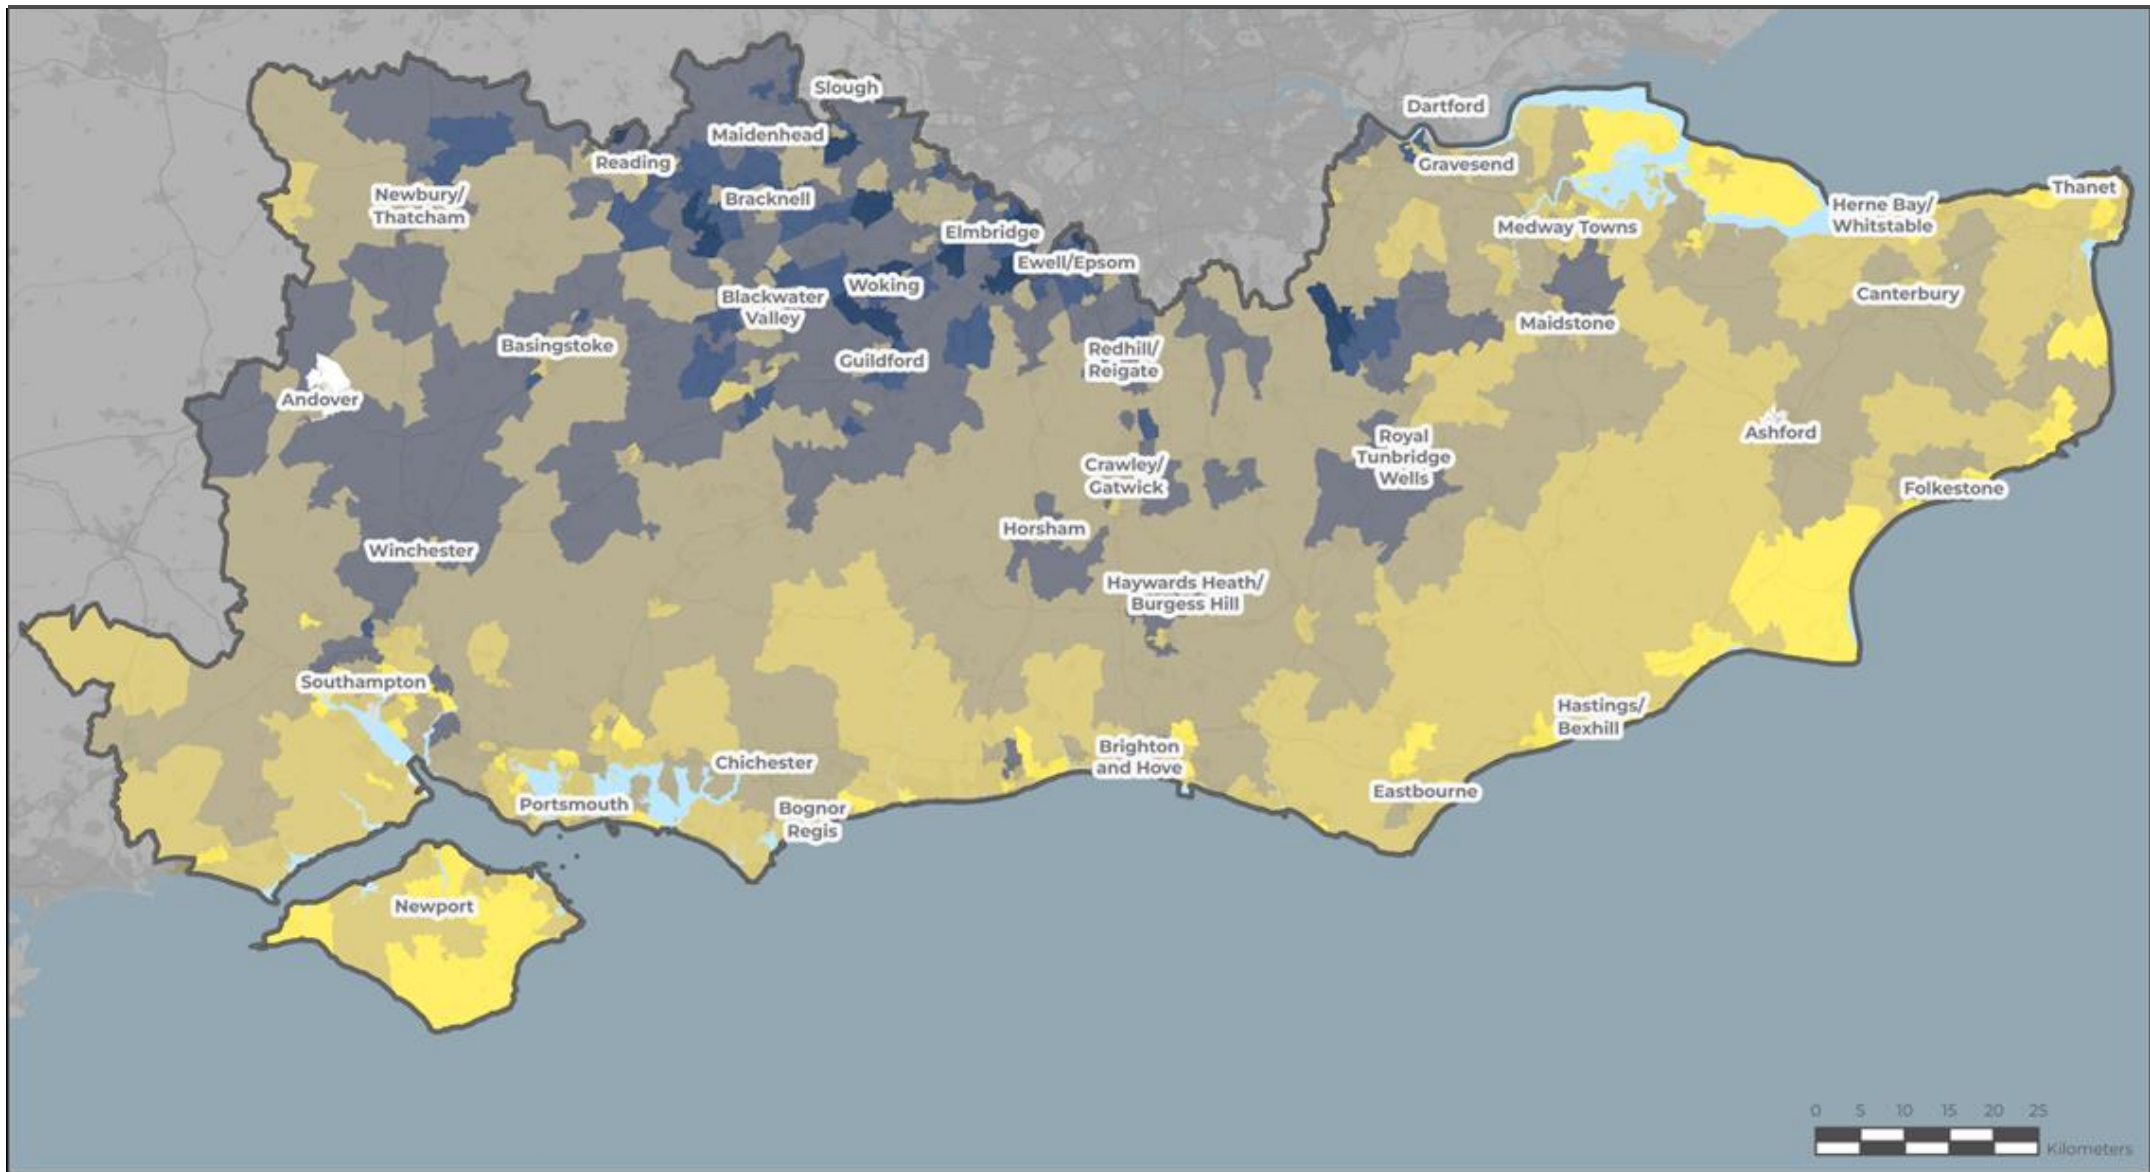 Slough
Dartford
Maidenhead
Reading
Gravesend
Thanet
Newbury/
Thatcham
Bracknell
Herne Bay/
Whitstable
Elmbridge
Medway Towns
Ewell/Epsom
Woking
Blackwater
Valley
Canterbury
Basingstoke
Maidstone
Guildford
Redhill/
Reigate
Andover
Ashford
Royal
Tunbridge
Wells
Crawley/
Gatwick
Folkestone
Horsham
Winchester
Haywards Heath/
Burgess Hill
Southampton
Hastings/
Bexhill
Brighton
and Hove
Chichester
Eastbourne
Portsmouth
Bognor
Regis
Newport
0 5 10 15 20 25
Kilometers